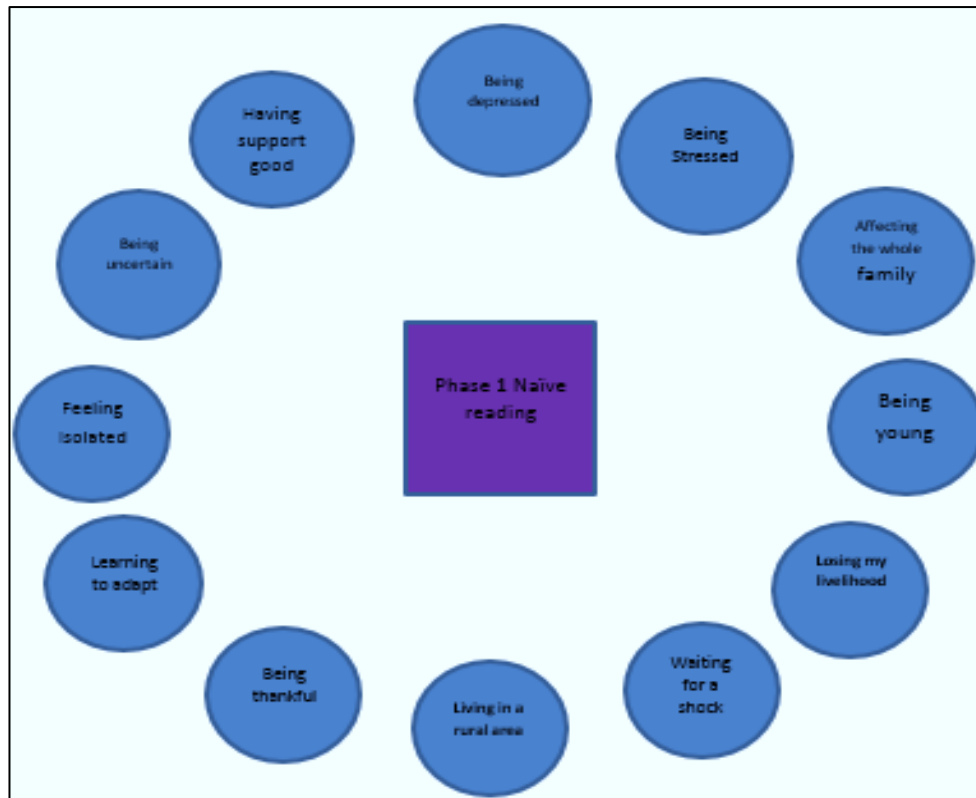 Being
depressed
Being
Stressed
Affecting
the whole
family
Being
young
Losing my
livelihood
Waiting
for a
shock
Living in a
rural area
Being
thankful
Learning
to adapt
Feeling
Isolated
Being
uncertain
Having
support
good
Phase 1 Naïve
reading